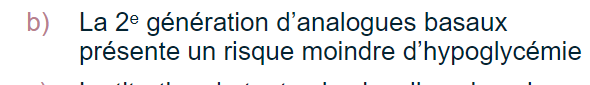 b) La 2ᵉ génération d’analogues basaux
présente un risque moindre d’hypoglycémie